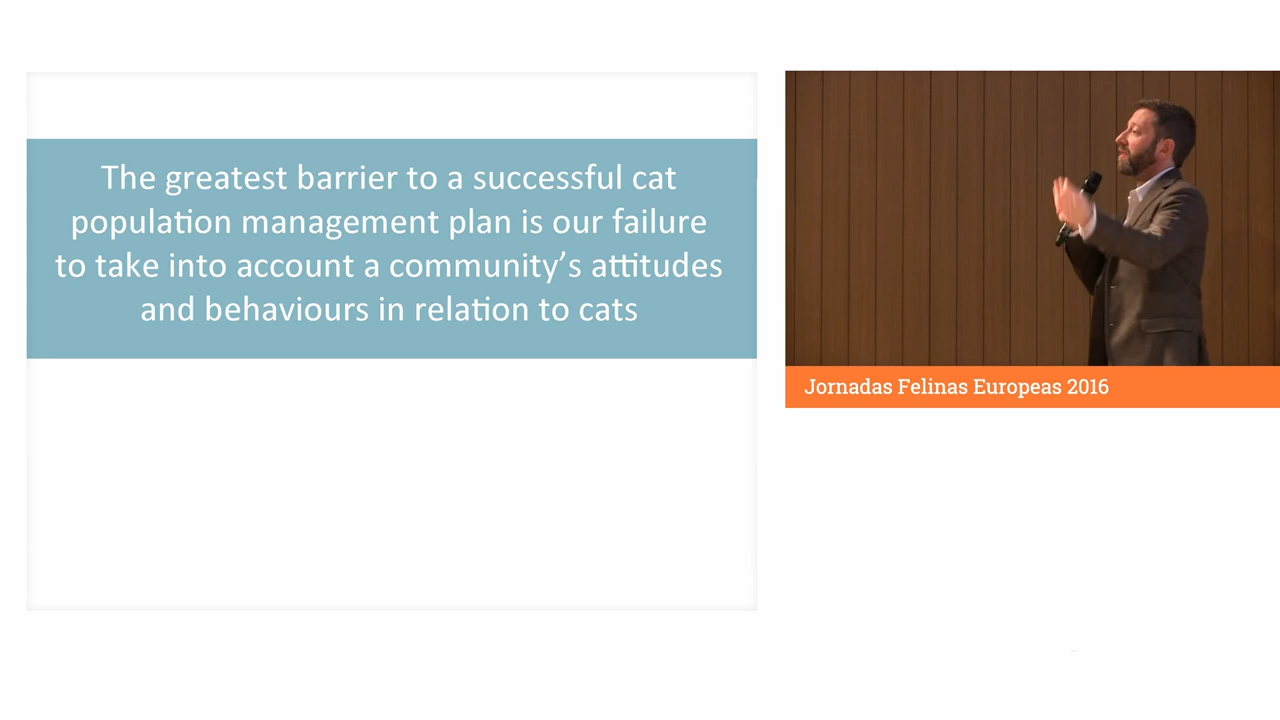 The greatest barrier to a successful cat
population management plan is our failure
to take into account a community’s attitudes
and behaviours in relation to cats
Jornadas Felinas Europeas 2016